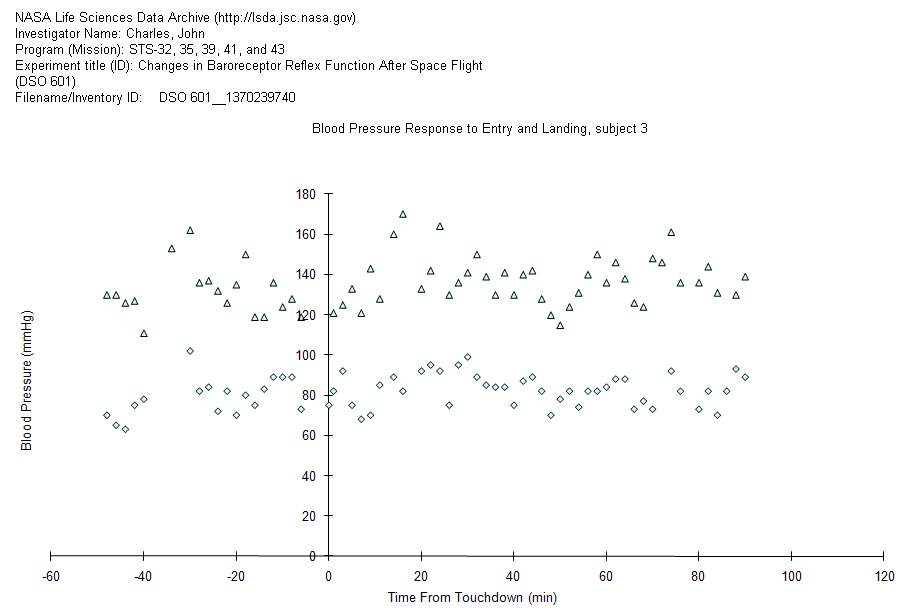 NASA Life Sciences Data Archive (http://lsda.jsc.nasa.gov)
Investigator Name: Charles, John
Program (Mission): STS-32, 35, 39, 41, and 43
Experiment title (ID): Changes in Baroreceptor Reflex Function After Space Flight
(DSO 601)
Filename/Inventory ID: DSO 601__1370239740
Blood Pressure Response to Entry and Landing, subject 3
180
160
140
120
100
80
60
40
20
0
Blood Pressure (mmHg)
-60 -40 -20 0 20 40 60 80 100 120
Time From Touchdown (min)